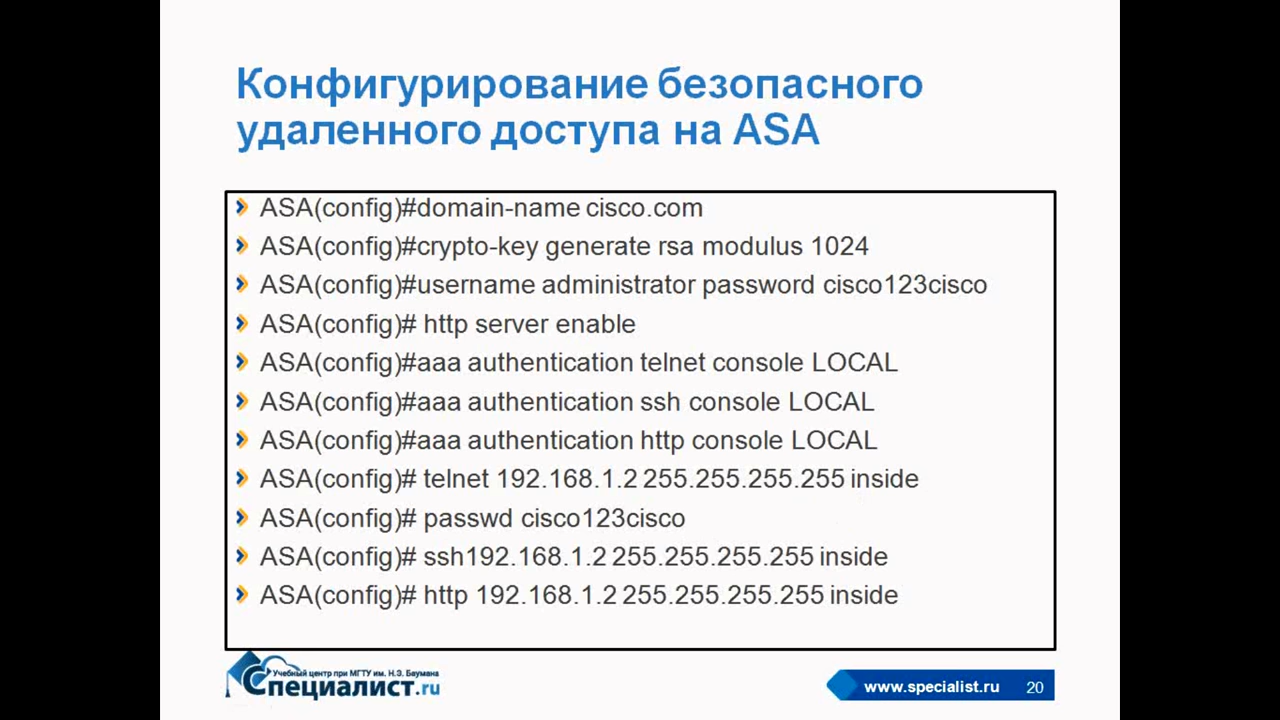 Конфигурирование безопасного
удаленного доступа на ASA
ASA(config)#domain-name cisco.com
ASA(config)#crypto-key generate rsa modulus 1024
ASA(config)#username administrator password cisco123cisco
ASA(config)# http server enable
ASA(config)#aaa authentication telnet console LOCAL
ASA(config)#aaa authentication ssh console LOCAL
ASA(config)#aaa authentication http console LOCAL
ASA(config)# telnet 192.168.1.2 255.255.255.255 inside
ASA(config)# passwd cisco123cisco
ASA(config)# ssh192.168.1.2 255.255.255.255 inside
ASA(config)# http 192.168.1.2 255.255.255.255 inside
Учебный центр при МГТУ им. Н.Э. Баумана
Специалист.ru
www.specialist.ru 20